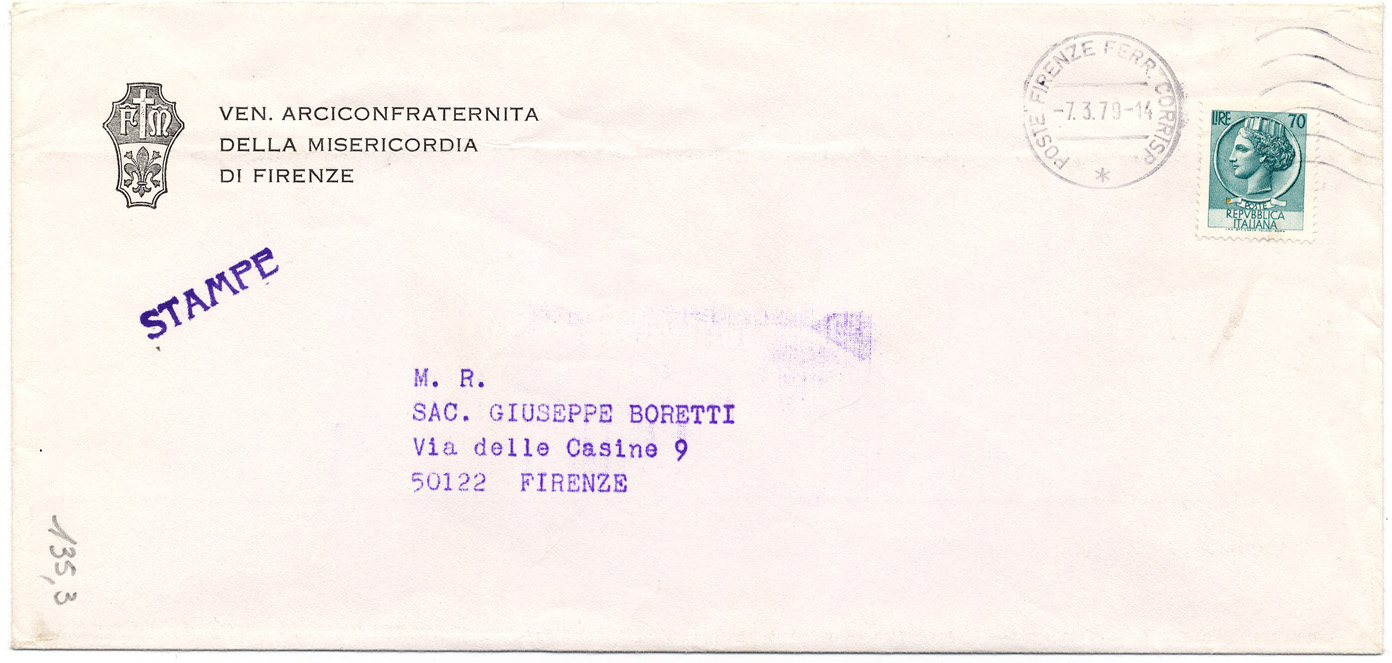 VEN. ARCICONFRATERNITA
DELLA MISERICORDIA
DI FIRENZE
F M
POSTE FIRENZE FERR. CORRISP.
-7.3.79-14
LIRE 70
POSTE
REPVBBLICA
ITALIANA
STAMPE
M. R.
SAC. GIUSEPPE BORETTI
Via delle Casine 9
50122 FIRENZE
135,3